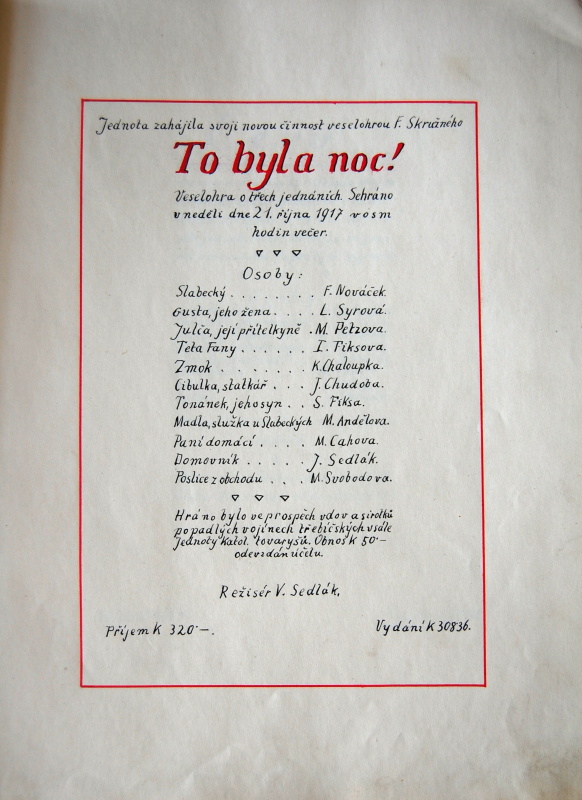 Jednota zahájila svoji novou činnost veselohrou F. Skružného
To byla noc!
Veselohra o třech jednáních. Sehráno
v neděli dne 21. října 1917 v osm
hodin večer.
Osoby:
Slabecký . . . . . . . . F. Nováček.
Gusta, jeho žena . . . . L. Syrová.
Julča, její přítelkyně . M. Petzova.
Teta Fany . . . . . . I. Fiksova.
Zmok . . . . . . . K. Chaloupka.
Cibulka, statkář . . . J. Chudoba.
Tonánek, jeho syn . . S. Fiksa.
Madla, služka u Slabeckých M. Andělova.
Paní domácí . . . . M. Cahova.
Domovník . . . . . J. Sedlák.
Poslice z obchodu . . . M. Svobodova.
Hráno bylo ve prospěch vdov a sirotků
po padlých vojínech třebíčských v sále
Jednoty katol. tovaryšů. Obnos K 50·–
odevzdán účelu.
Režisér V. Sedlák.
Příjem K 320·–.
Vydání K 308 36.